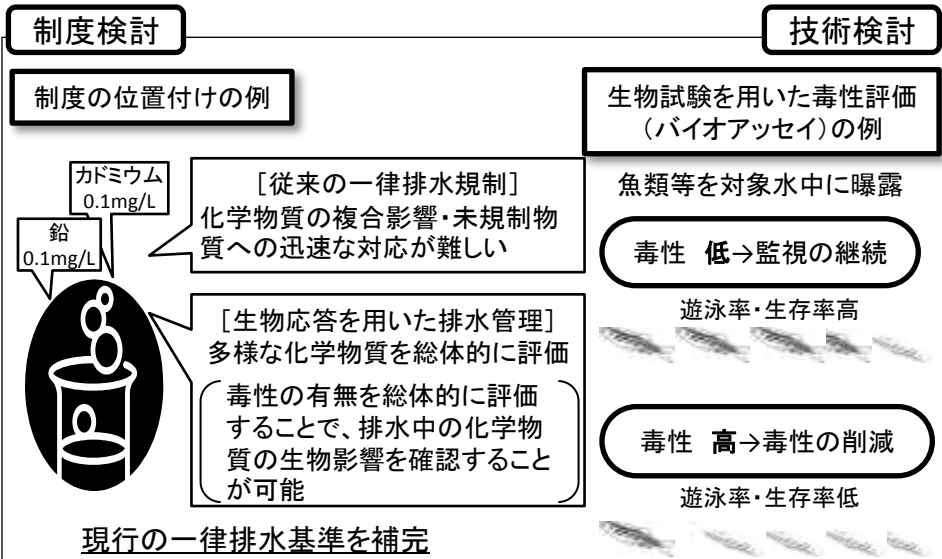 制度検討
制度の位置付けの例
カドミウム
0.1mg/L
鉛
0.1mg/L
［従来の一律排水規制］
化学物質の複合影響・未規制物
質への迅速な対応が難しい
［生物応答を用いた排水管理］
多様な化学物質を総体的に評価
毒性の有無を総体的に評価
することで、排水中の化学物
質の生物影響を確認すること
が可能
現行の一律排水基準を補完
技術検討
生物試験を用いた毒性評価
（バイオアッセイ）の例
魚類等を対象水中に曝露
毒性 低→監視の継続
遊泳率・生存率高
毒性 高→毒性の削減
遊泳率・生存率低